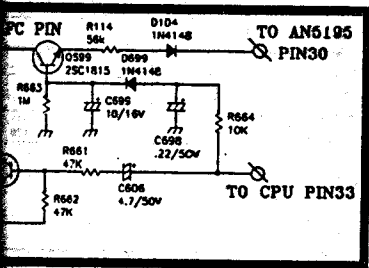 PC PIN
R114
56k
D104
1N4148
TO AN5195
PIN30
Q599
2SC1815
D699
1N4148
R663
1M
C699
10/16V
C698
.22/50V
R664
10K
R661
47K
C606
4.7/50V
TO CPU PIN33
R662
47K